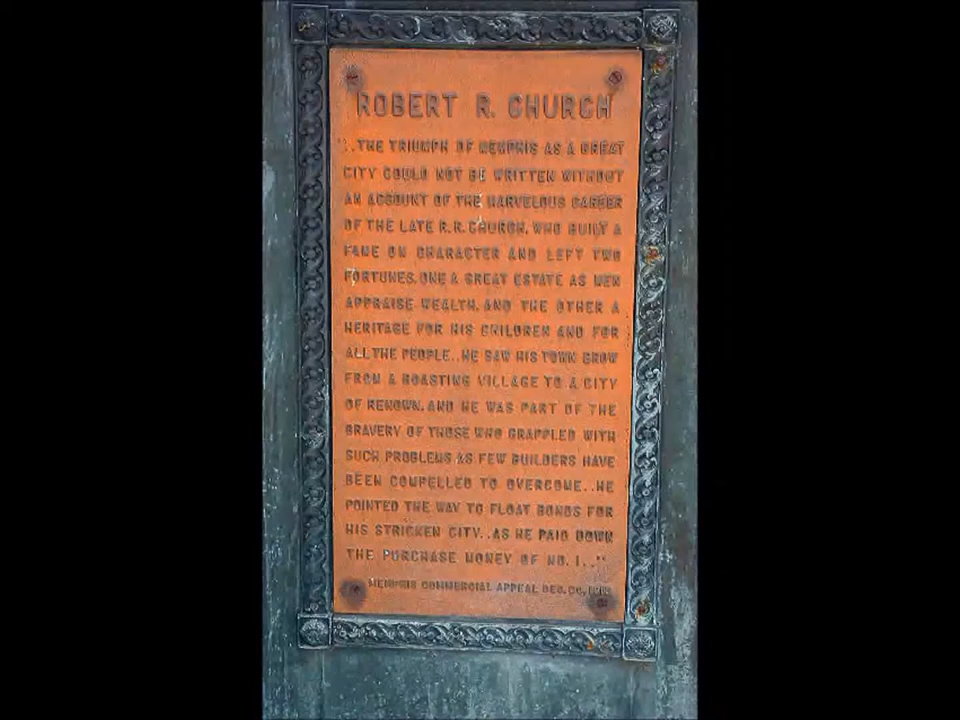 ROBERT R. CHURCH
"..THE TRIUMPH OF MEMPHIS AS A GREAT
CITY COULD NOT BE WRITTEN WITHOUT
AN ACCOUNT OF THE MARVELOUS CAREER
OF THE LATE R. R. CHURCH, WHO BUILT A
FAME ON CHARACTER AND LEFT TWO
FORTUNES. ONE A GREAT ESTATE AS MEN
APPRAISE WEALTH, AND THE OTHER A
HERITAGE FOR HIS CHILDREN AND FOR
ALL THE PEOPLE..HE SAW HIS TOWN GROW
FROM A BOASTING VILLAGE TO A CITY
OF RENOWN, AND HE WAS PART OF THE
BRAVERY OF THOSE WHO GRAPPLED WITH
SUCH PROBLEMS AS FEW BUILDERS HAVE
BEEN COMPELLED TO OVERCOME..HE
POINTED THE WAY TO FLOAT BONDS FOR
HIS STRICKEN CITY..AS HE PAID DOWN
THE PURCHASE MONEY OF NO. 1.."
MEMPHIS COMMERCIAL APPEAL DEC.